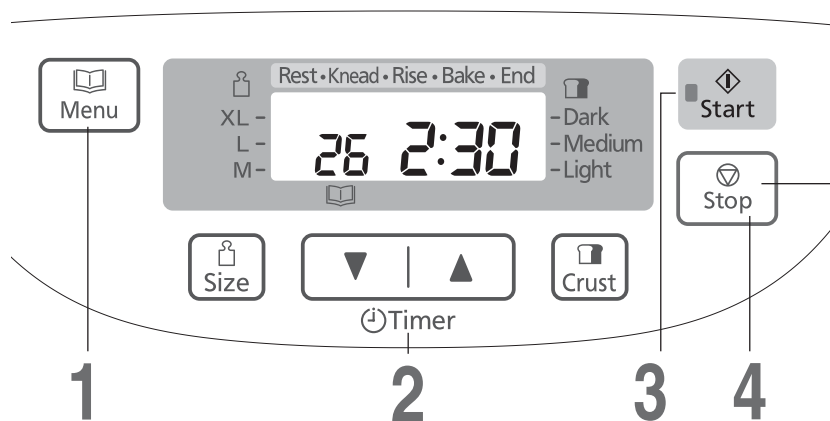 Menu
Rest • Knead • Rise • Bake • End
XL –
L –
M –
26 2:30
– Dark
– Medium
– Light
Start
Stop
Size
Timer
Crust
1
2
3
4